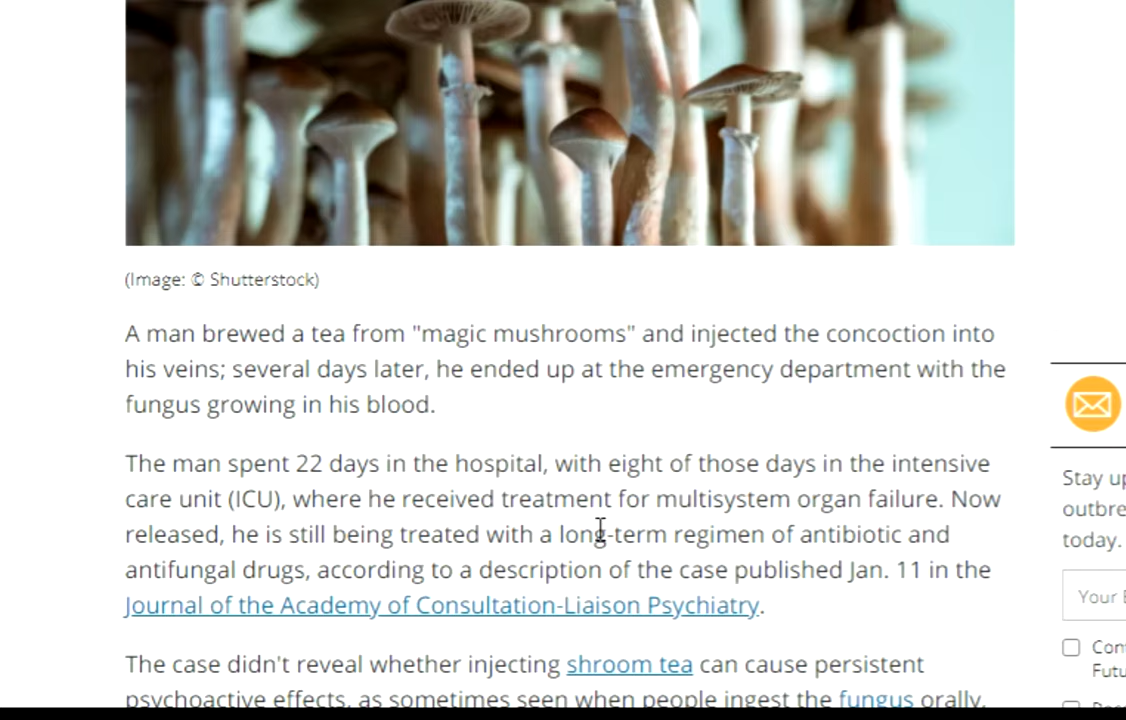 (Image: © Shutterstock)
A man brewed a tea from "magic mushrooms" and injected the concoction into
his veins; several days later, he ended up at the emergency department with the
fungus growing in his blood.
The man spent 22 days in the hospital, with eight of those days in the intensive
care unit (ICU), where he received treatment for multisystem organ failure. Now
released, he is still being treated with a long-term regimen of antibiotic and
antifungal drugs, according to a description of the case published Jan. 11 in the
Journal of the Academy of Consultation-Liaison Psychiatry.
The case didn't reveal whether injecting shroom tea can cause persistent
psychoactive effects, as sometimes seen when people ingest the fungus orally,
Stay up
outbre
today.
Your E
Con
Futu